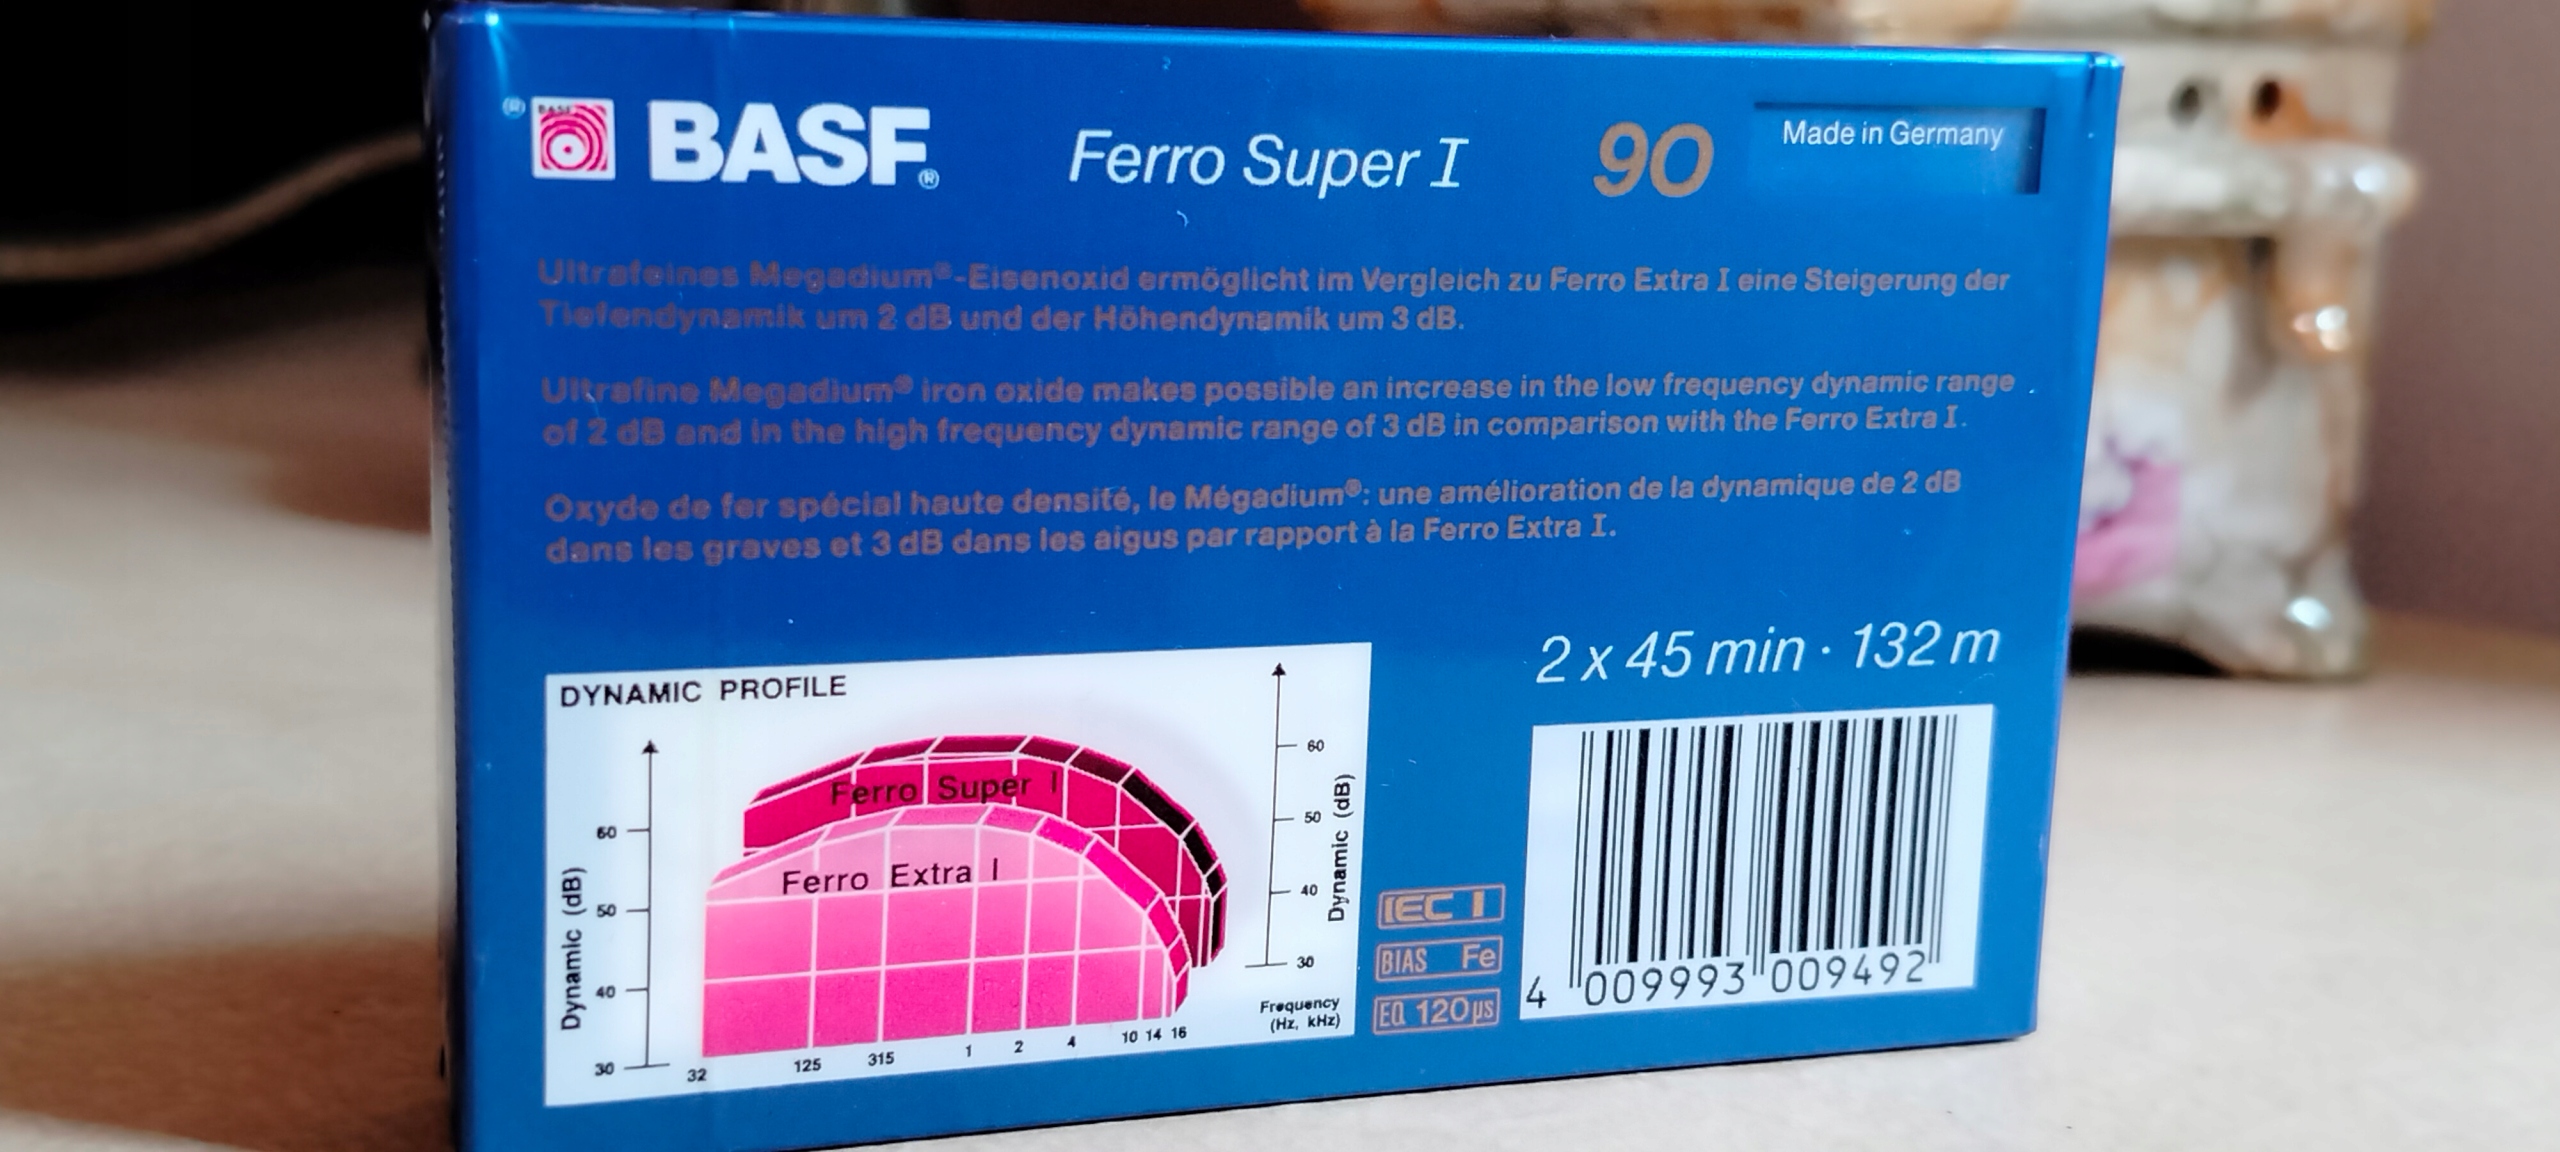 ® BASF BASF® Ferro Super I 90 Made in Germany
Ultrafeines Megadium®-Eisenoxid ermöglicht im Vergleich zu Ferro Extra I eine Steigerung der
Tiefendynamik um 2 dB und der Höhendynamik um 3 dB.
Ultrafine Megadium® iron oxide makes possible an increase in the low frequency dynamic range
of 2 dB and in the high frequency dynamic range of 3 dB in comparison with the Ferro Extra I.
Oxyde de fer spécial haute densité, le Mégadium®: une amélioration de la dynamique de 2 dB
dans les graves et 3 dB dans les aigus par rapport à la Ferro Extra I.
2 x 45 min · 132 m
DYNAMIC PROFILE
Dynamic (dB)
60
50
40
30
Ferro Super I
Ferro Extra I
32 125 315 1 2 4 10 14 16
60
50
40
30
Dynamic (dB)
Frequency
(Hz, kHz)
IEC I
BIAS Fe
EQ 120µs
4 009993 009492